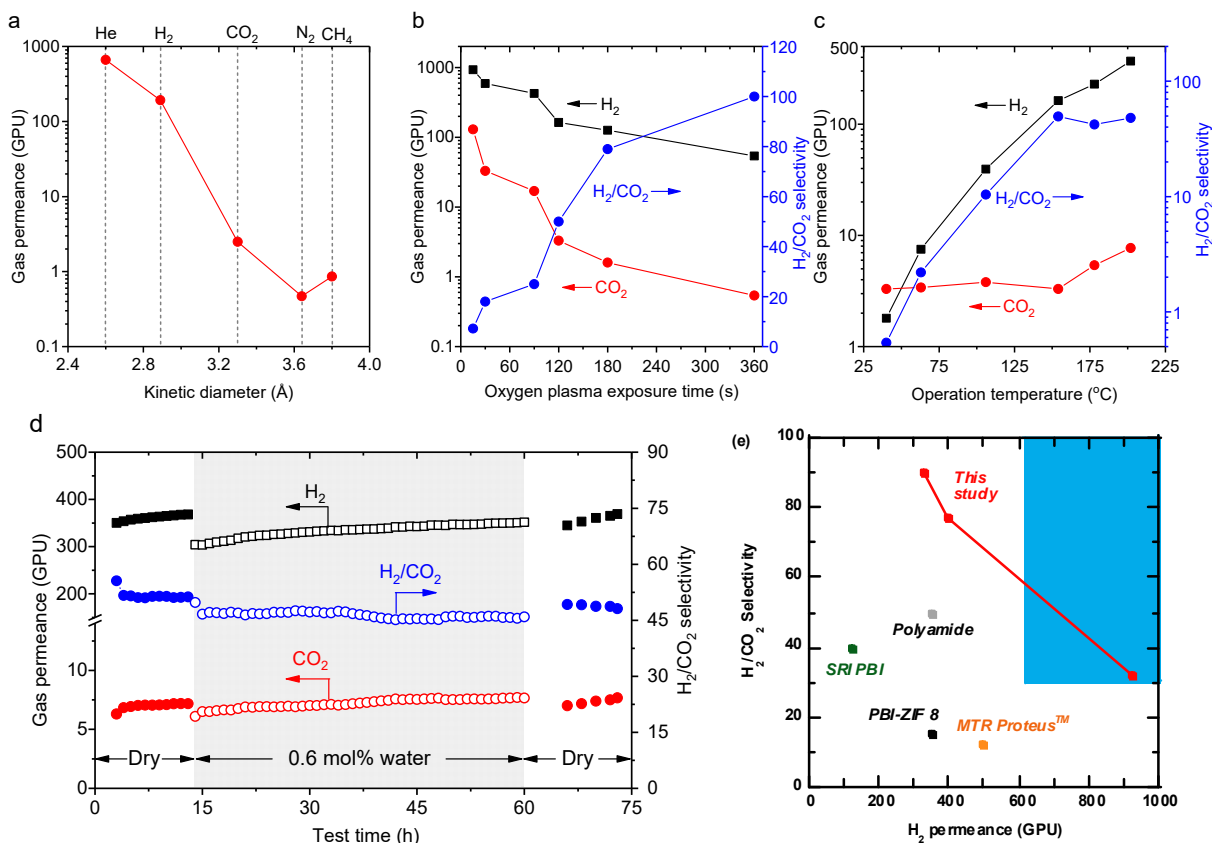 a
He H₂ CO₂ N₂ CH₄
1000
100
10
1
0.1
2.4 2.8 3.2 3.6 4.0
Gas permeance (GPU)
Kinetic diameter (Å)
b
1000
100
10
1
0.1
0 60 120 180 240 300 360
Gas permeance (GPU)
Oxygen plasma exposure time (s)
H₂
H₂/CO₂
CO₂
120
100
80
60
40
20
0
H₂/CO₂ selectivity
c
500
100
10
1
25 75 125 175 225
Gas permeance (GPU)
Operation temperature (°C)
H₂
H₂/CO₂
CO₂
100
10
1
H₂/CO₂ selectivity
d
500
400
300
200
10
5
0
0 15 30 45 60 75
Gas permeance (GPU)
Test time (h)
H₂
H₂/CO₂
CO₂
Dry 0.6 mol% water Dry
90
75
60
45
30
15
0
H₂/CO₂ selectivity
(e)
100
80
60
40
20
0
0 200 400 600 800 1000
H₂/CO₂ Selectivity
H₂ permeance (GPU)
This
study
Polyamide
SRI PBI
PBI-ZIF 8
MTR Proteus™